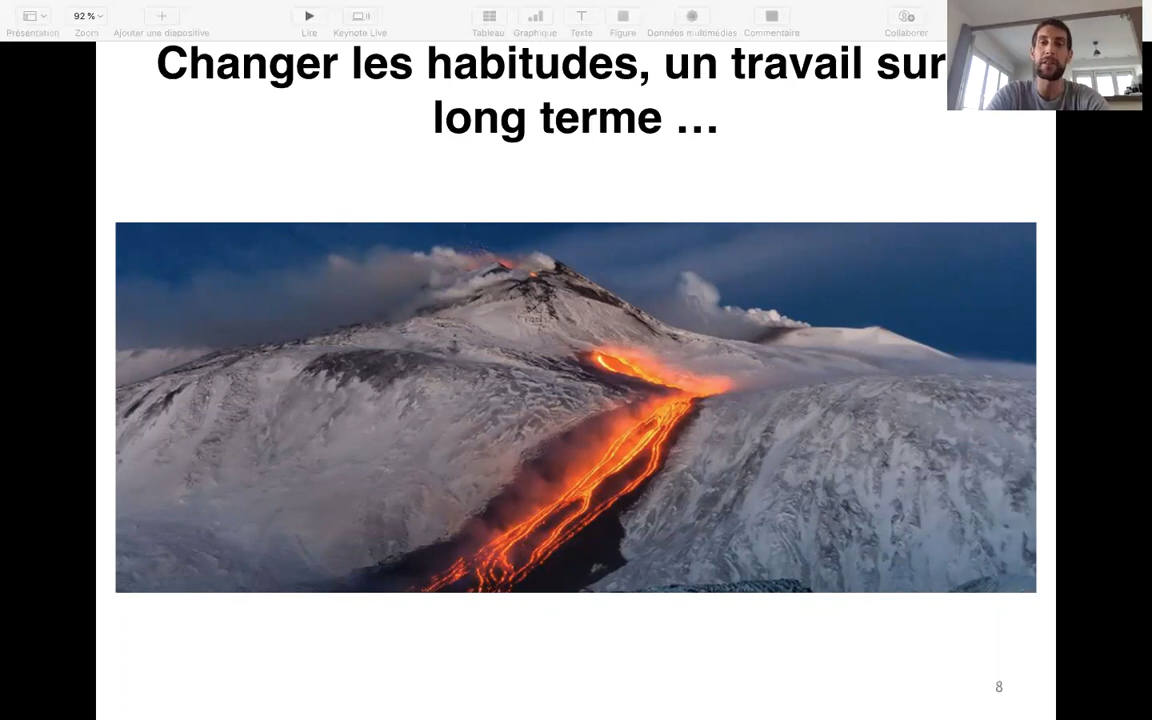 92 %
Présentation
Zoom
Ajouter une diapositive
Lire
Keynote Live
Tableau
Graphique
Texte
Figure
Données multimédias
Commentaire
Collaborer
Changer les habitudes, un travail sur
long terme …
8